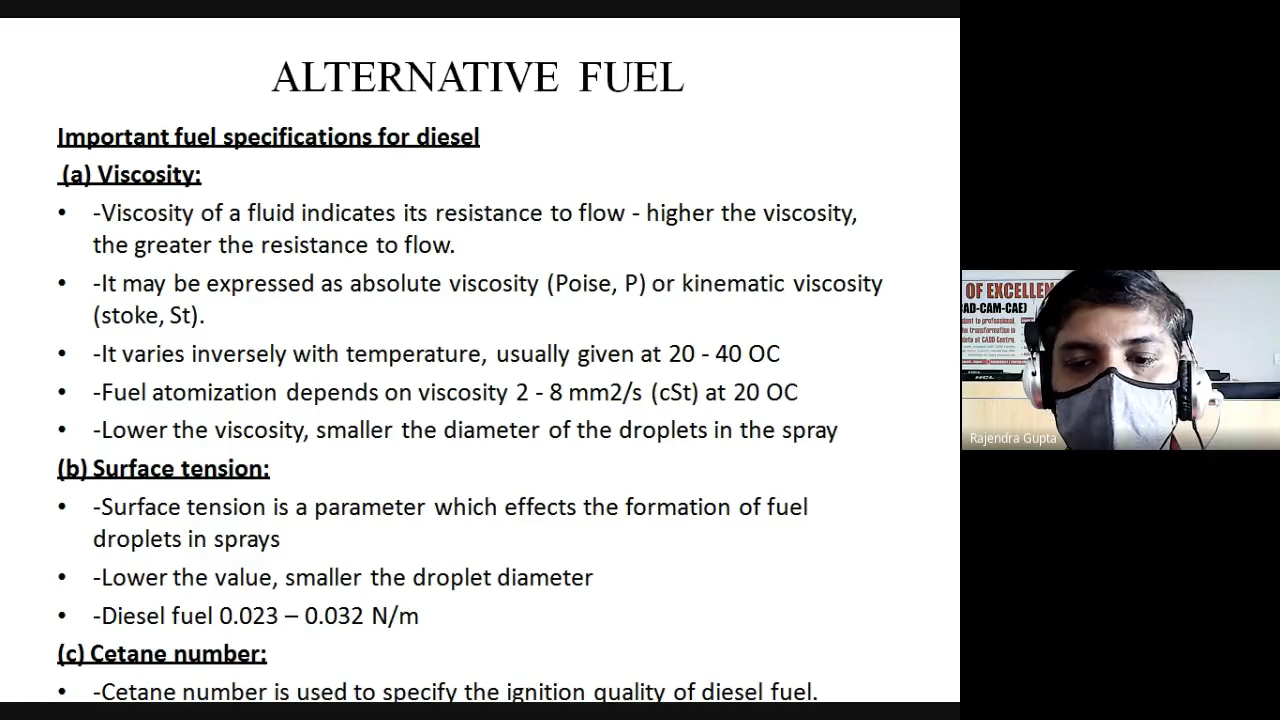 ALTERNATIVE FUEL
Important fuel specifications for diesel
(a) Viscosity:
• -Viscosity of a fluid indicates its resistance to flow - higher the viscosity,
the greater the resistance to flow.
• -It may be expressed as absolute viscosity (Poise, P) or kinematic viscosity
(stoke, St).
• -It varies inversely with temperature, usually given at 20 - 40 OC
• -Fuel atomization depends on viscosity 2 - 8 mm2/s (cSt) at 20 OC
• -Lower the viscosity, smaller the diameter of the droplets in the spray
(b) Surface tension:
• -Surface tension is a parameter which effects the formation of fuel
droplets in sprays
• -Lower the value, smaller the droplet diameter
• -Diesel fuel 0.023 – 0.032 N/m
(c) Cetane number:
• -Cetane number is used to specify the ignition quality of diesel fuel.
OF EXCELLEN
AD-CAM-CAE)
HCL
Rajendra Gupta